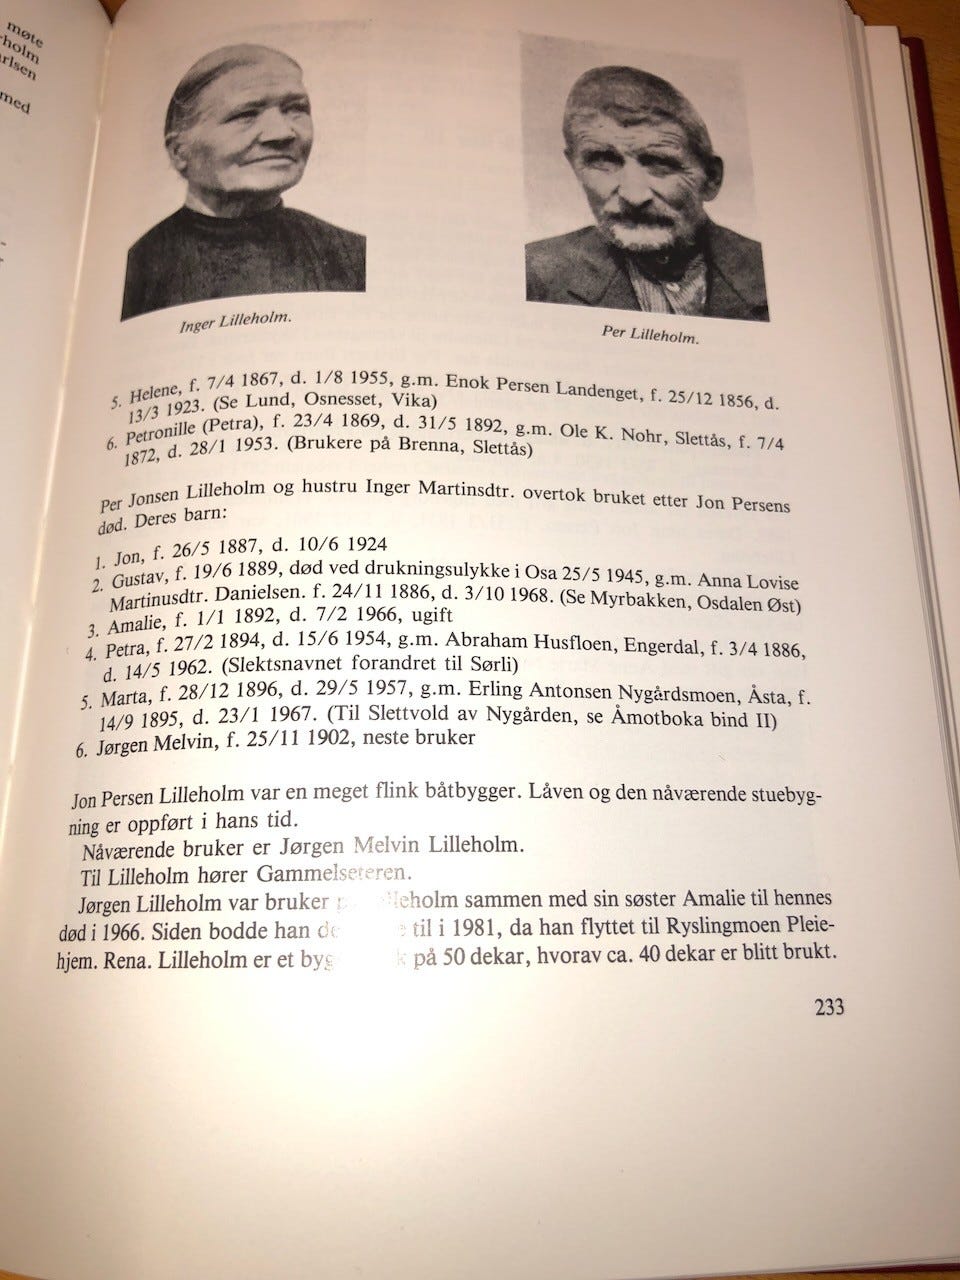 møte
holm
rlsen
med
Inger Lilleholm.
Per Lilleholm.
5. Helene, f. 7/4 1867, d. 1/8 1955, g.m. Enok Persen Landenget, f. 25/12 1856, d.
13/3 1923. (Se Lund, Osnesset, Vika)
6. Petronille (Petra), f. 23/4 1869, d. 31/5 1892, g.m. Ole K. Nohr, Slettås, f. 7/4
1872, d. 28/1 1953. (Brukere på Brenna, Slettås)
Per Jonsen Lilleholm og hustru Inger Martinsdtr. overtok bruket etter Jon Persens
død. Deres barn:
1. Jon, f. 26/5 1887, d. 10/6 1924
2. Gustav, f. 19/6 1889, død ved drukningsulykke i Osa 25/5 1945, g.m. Anna Lovise
Martinusdtr. Danielsen. f. 24/11 1886, d. 3/10 1968. (Se Myrbakken, Osdalen Øst)
3. Amalie, f. 1/1 1892, d. 7/2 1966, ugift
4. Petra, f. 27/2 1894, d. 15/6 1954, g.m. Abraham Husfloen, Engerdal, f. 3/4 1886,
d. 14/5 1962. (Slektsnavnet forandret til Sørli)
5. Marta, f. 28/12 1896, d. 29/5 1957, g.m. Erling Antonsen Nygårdsmoen, Åsta, f.
14/9 1895, d. 23/1 1967. (Til Slettvold av Nygården, se Åmotboka bind II)
6. Jørgen Melvin, f. 25/11 1902, neste bruker
Jon Persen Lilleholm var en meget flink båtbygger. Låven og den nåværende stuebyg-
ning er oppført i hans tid.
Nåværende bruker er Jørgen Melvin Lilleholm.
Til Lilleholm hører Gammelseteren.
Jørgen Lilleholm var bruker Lilleholm sammen med sin søster Amalie til hennes
død i 1966. Siden bodde han til i 1981, da han flyttet til Ryslingmoen Pleie-
hjem. Rena. Lilleholm er et på 50 dekar, hvorav ca. 40 dekar er blitt brukt.
233